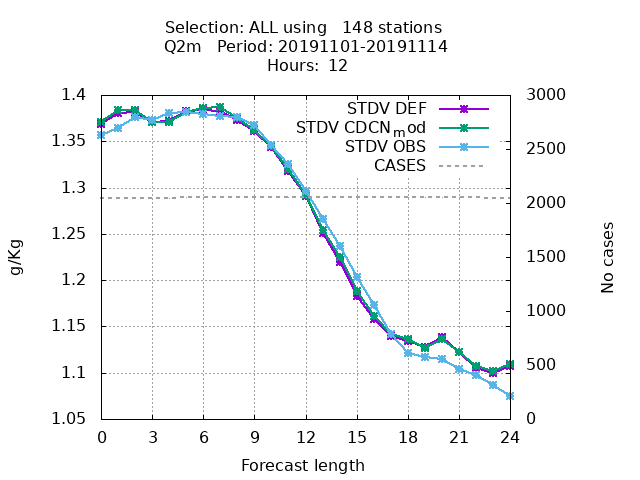 Selection: ALL using   148 stations
Q2m   Period: 20191101-20191114
Hours: 12
STDV DEF
STDV CDCNmod
STDV OBS
CASES
1.4
1.35
1.3
1.25
1.2
1.15
1.1
1.05
g/Kg
3000
2500
2000
1500
1000
500
0
No cases
0 3 6 9 12 15 18 21 24
Forecast length